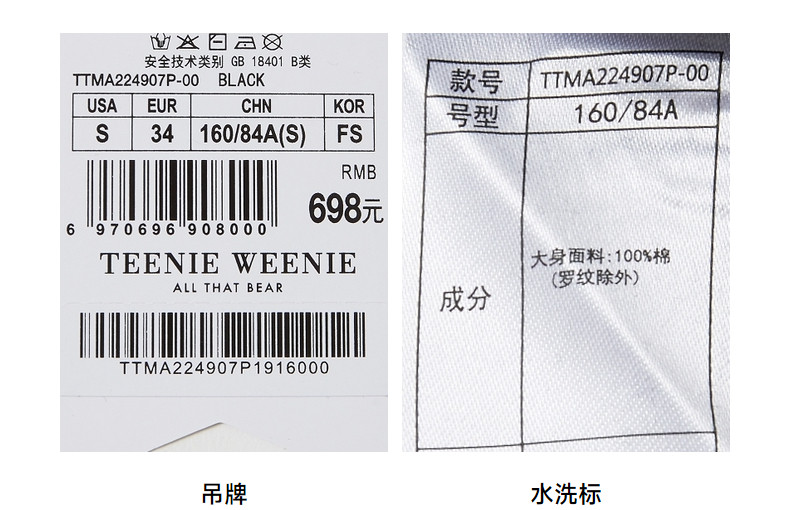 安全技术类别 GB 18401 B类
TTMA224907P-00 BLACK
USA EUR CHN KOR
S 34 160/84A(S) FS
RMB
698元
6 970696 908000
TEENIE WEENIE
ALL THAT BEAR
TTMA224907P1916000
吊牌
款号 TTMA224907P-00
号型 160/84A
成分
大身面料:100%棉
(罗纹除外)
水洗标